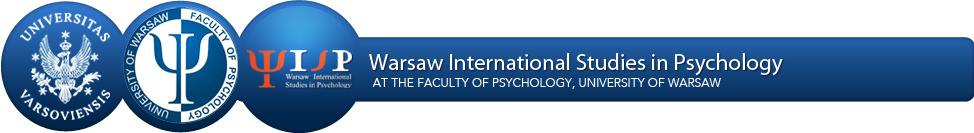 UNIVERSITAS
VARSOVIENSIS
UNIVERSITY OF WARSAW
FACULTY OF PSYCHOLOGY
Ψ
ΨISP
Warsaw International
Studies in Psychology
Warsaw International Studies in Psychology
AT THE FACULTY OF PSYCHOLOGY, UNIVERSITY OF WARSAW